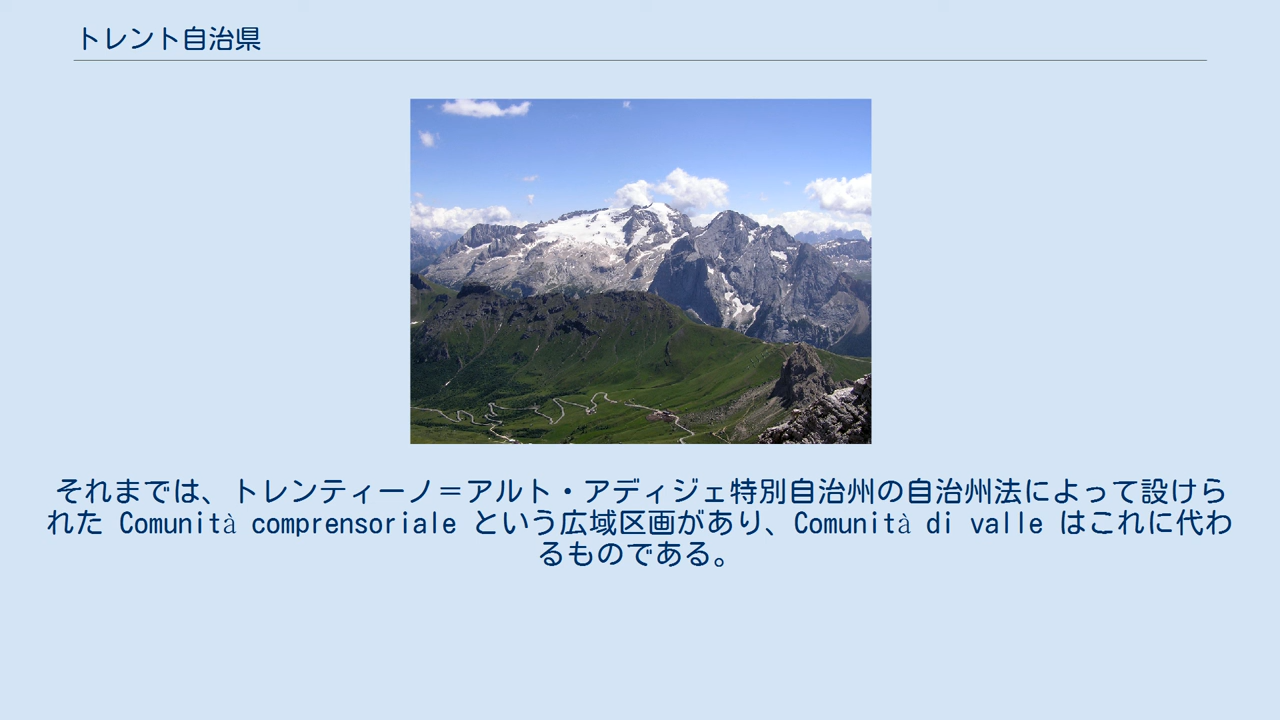 トレント自治県
それまでは、トレンティーノ＝アルト・アディジェ特別自治州の自治州法によって設けら
れた Comunità comprensoriale という広域区画があり、Comunità di valle はこれに代わ
るものである。